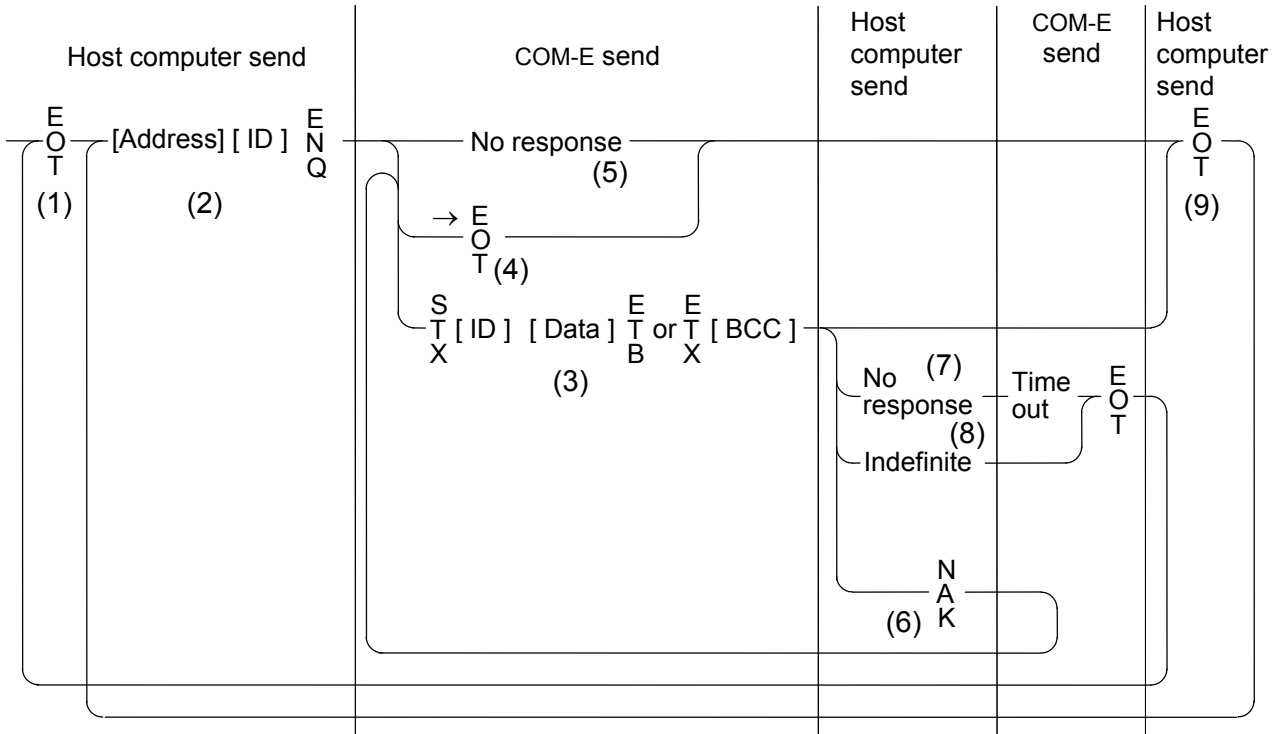 Host computer send
COM-E send
Host
computer
send
COM-E
send
Host
computer
send
EOT
(1)
[Address] [ ID ] ENQ
(2)
No response
(5)
→ EOT
(4)
STX [ ID ] [ Data ] ETB or ETX [ BCC ]
(3)
No
response
(7)
Time
out
EOT
(8)
Indefinite
NAK
(6)
EOT
(9)